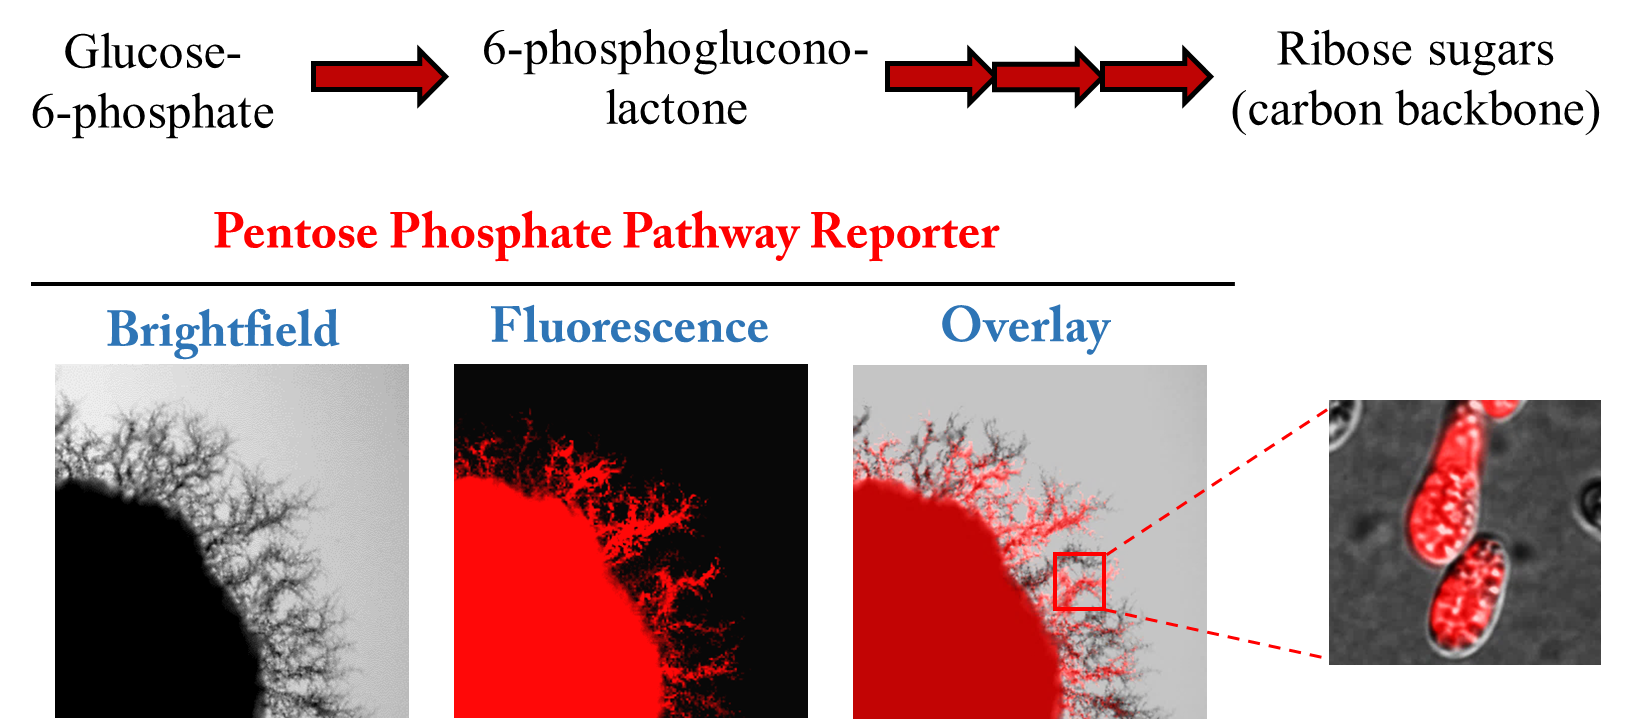 Glucose-
6-phosphate
6-phosphoglucono-
lactone
Ribose sugars
(carbon backbone)
Pentose Phosphate Pathway Reporter
Brightfield
Fluorescence
Overlay